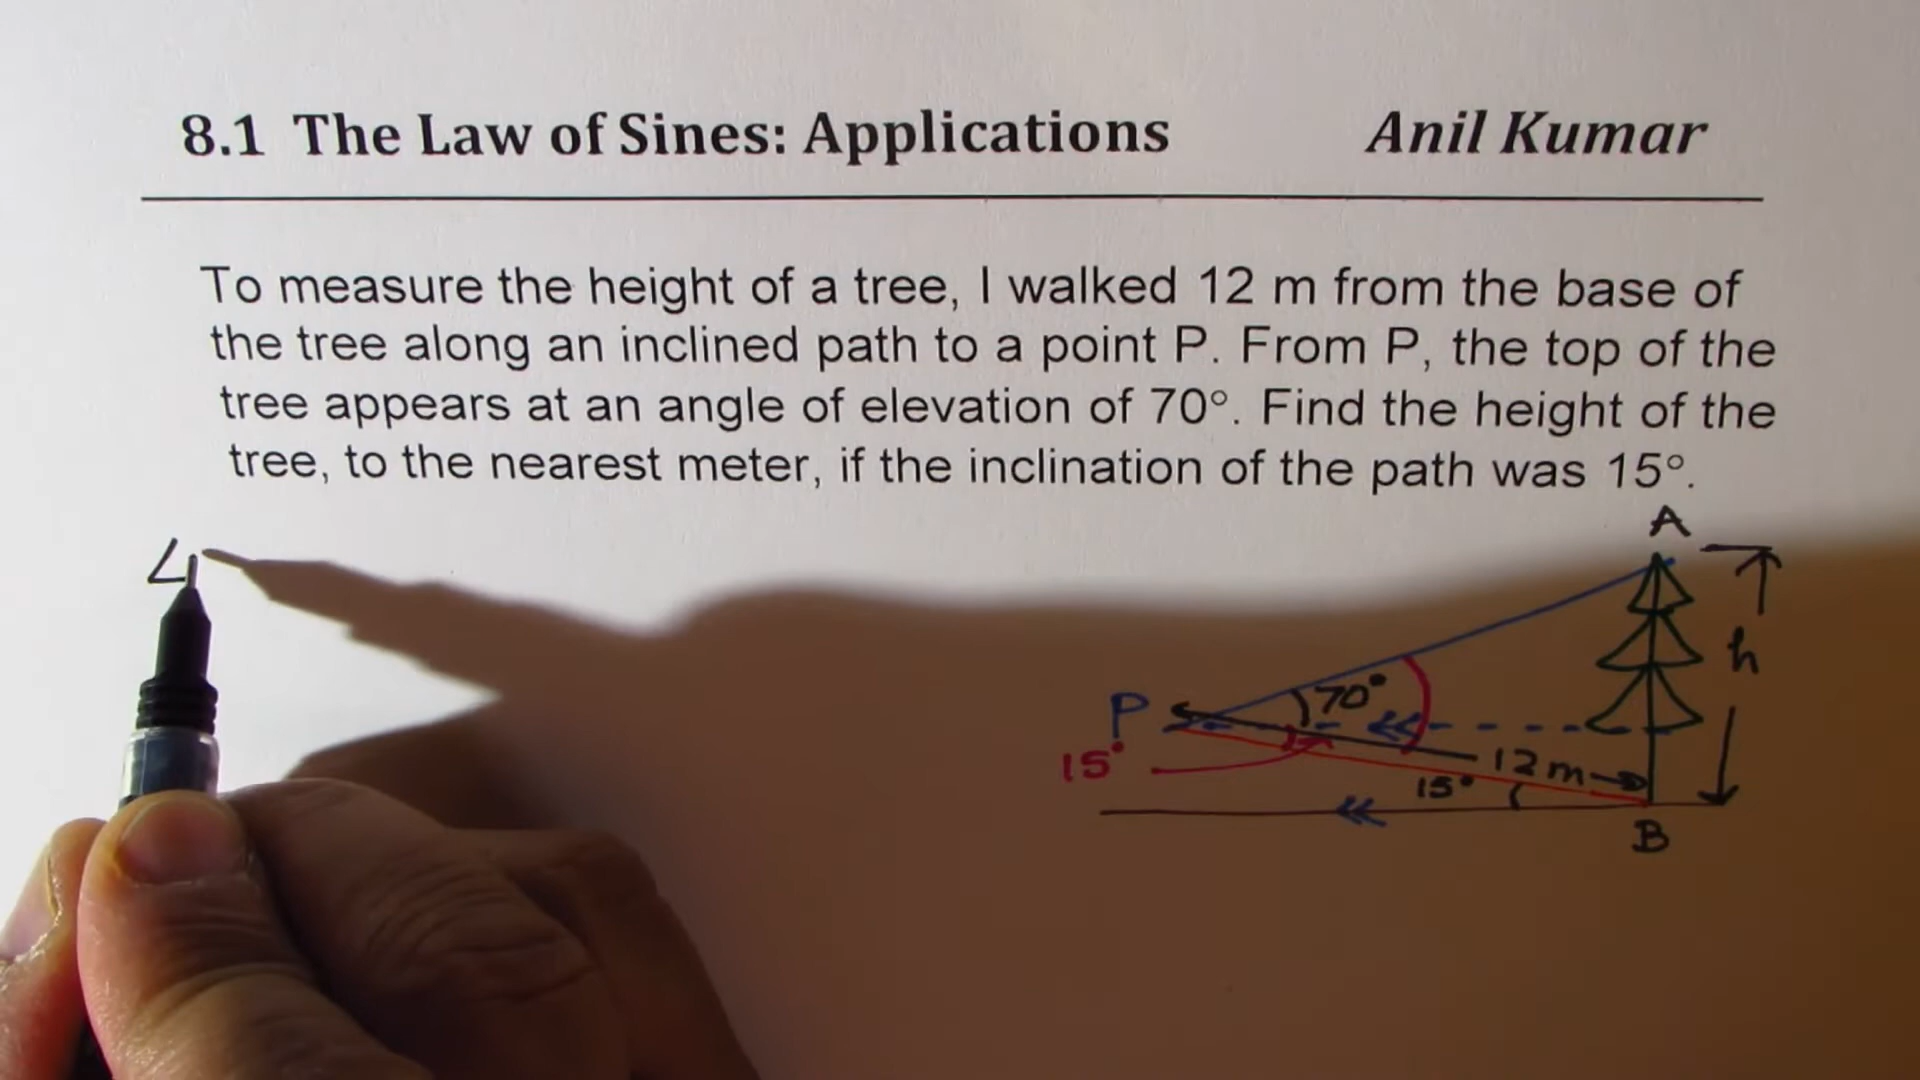 8.1 The Law of Sines: Applications Anil Kumar
To measure the height of a tree, I walked 12 m from the base of
the tree along an inclined path to a point P. From P, the top of the
tree appears at an angle of elevation of 70°. Find the height of the
tree, to the nearest meter, if the inclination of the path was 15°.
A
h
70°
P
15°
12m
15°
B